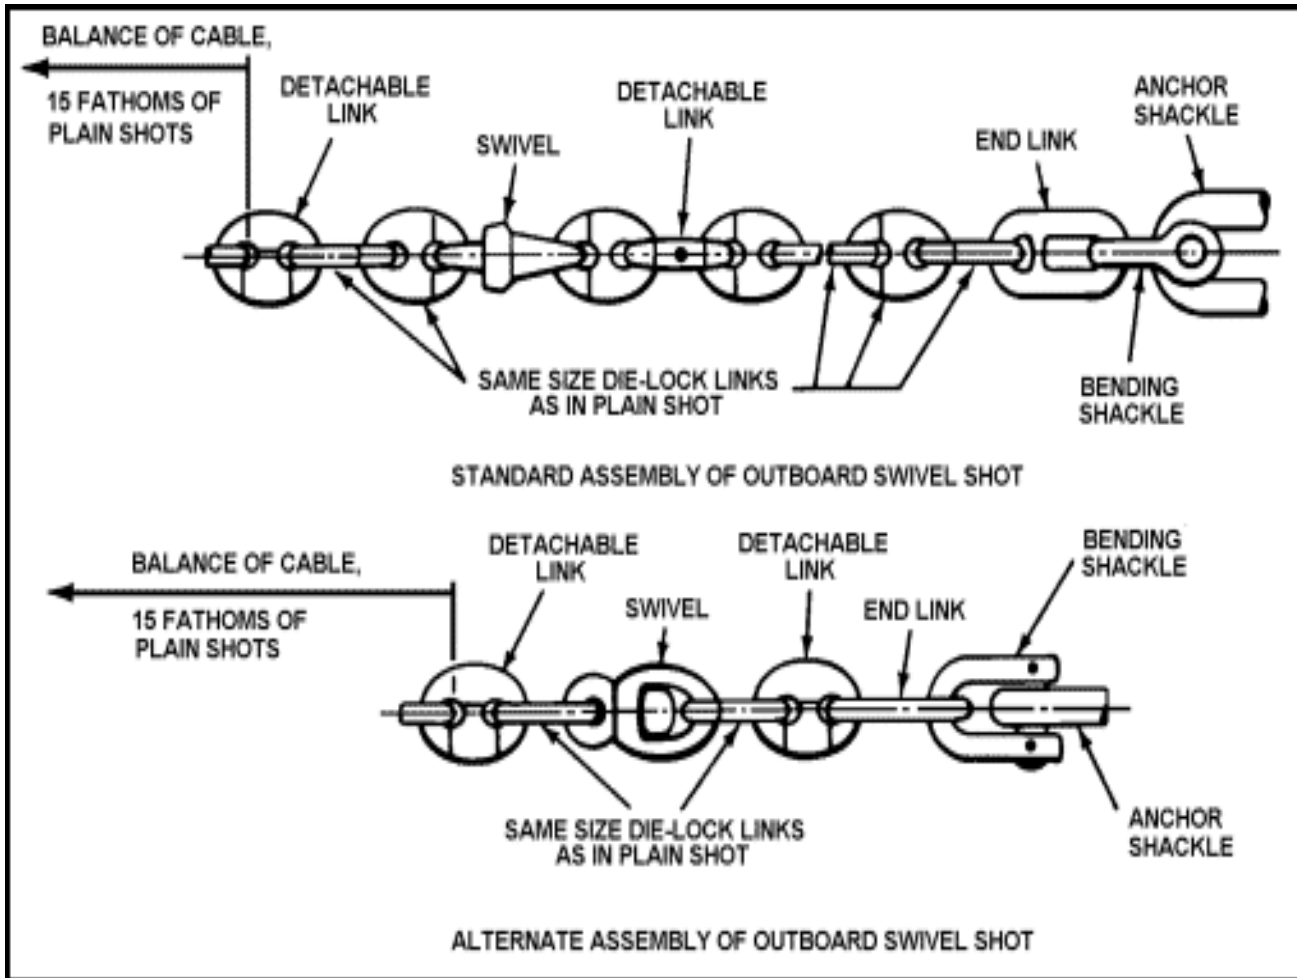 BALANCE OF CABLE,
15 FATHOMS OF
PLAIN SHOTS
DETACHABLE
LINK
SWIVEL
DETACHABLE
LINK
END LINK
ANCHOR
SHACKLE
SAME SIZE DIE-LOCK LINKS
AS IN PLAIN SHOT
BENDING
SHACKLE
STANDARD ASSEMBLY OF OUTBOARD SWIVEL SHOT
BALANCE OF CABLE,
15 FATHOMS OF
PLAIN SHOTS
DETACHABLE
LINK
SWIVEL
DETACHABLE
LINK
END LINK
BENDING
SHACKLE
SAME SIZE DIE-LOCK LINKS
AS IN PLAIN SHOT
ANCHOR
SHACKLE
ALTERNATE ASSEMBLY OF OUTBOARD SWIVEL SHOT